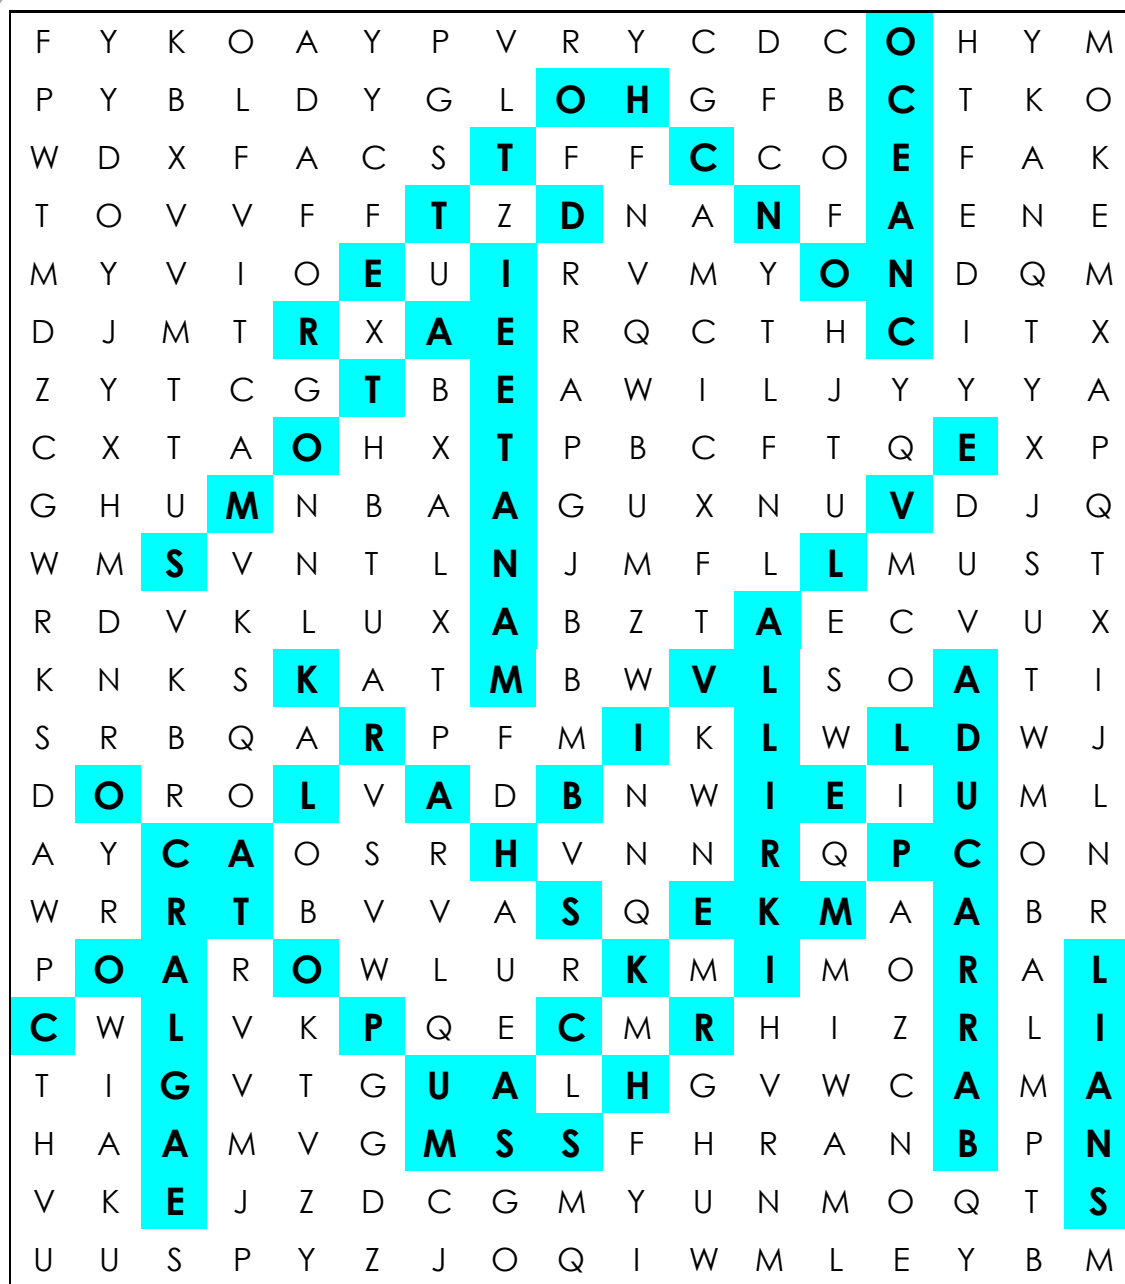 F Y K O A Y P V R Y C D C O H Y M
P Y B L D Y G L O H G F B C T K O
W D X F A C S T F F C C O E F A K
T O V V F F T Z D N A N F A E N E
M Y V I O E U I R V M Y O N D Q M
D J M T R X A E R Q C T H C I T X
Z Y T C G T B E A W I L J Y Y Y A
C X T A O H X T P B C F T Q E X P
G H U M N B A A G U X N U V D J Q
W M S V N T L N J M F L L M U S T
R D V K L U X A B Z T A E C V U X
K N K S K A T M B W V L S O A T I
S R B Q A R P F M I K L W L D W J
D O R O L V A D B N W I E I U M L
A Y C A O S R H V N N R Q P C O N
W R R T B V V A S Q E K M A A B R
P O A R O W L U R K M I M O R A L
C W L V K P Q E C M R H I Z R L I
T I G V T G U A L H G V W C A M A
H A A M V G M S S F H R A N B P N
V K E J Z D C G M Y U N M O Q T S
U U S P Y Z J O Q I W M L E Y B M